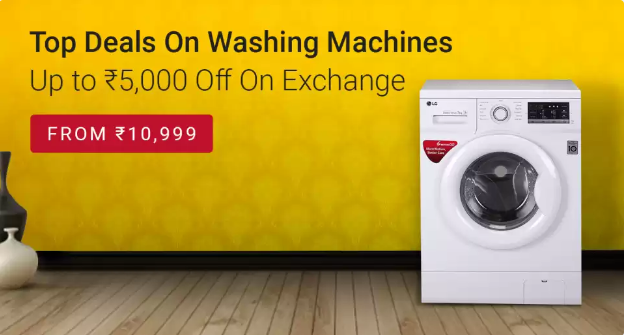 Top Deals On Washing Machines
Up to ₹5,000 Off On Exchange
FROM ₹10,999
LG